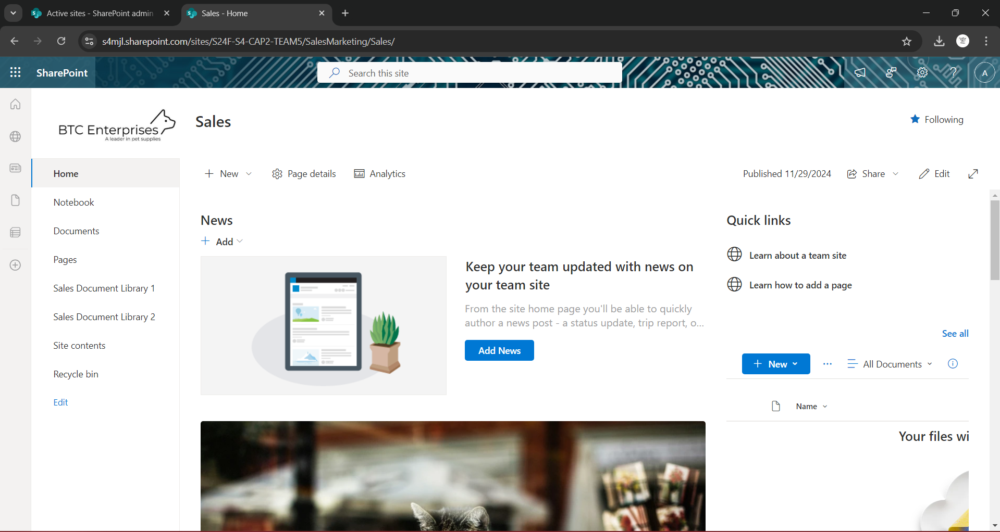 Active sites - SharePoint admin
Sales - Home
s4mjl.sharepoint.com/sites/S24F-S4-CAP2-TEAM5/SalesMarketing/Sales/
SharePoint
Search this site
A
BTC Enterprises
A leader in pet supplies
Sales
Following
Home
Notebook
Documents
Pages
Sales Document Library 1
Sales Document Library 2
Site contents
Recycle bin
Edit
New
Page details
Analytics
Published 11/29/2024
Share
Edit
News
Add
Keep your team updated with news on
your team site
From the site home page you'll be able to quickly
author a news post - a status update, trip report, o...
Add News
Quick links
Learn about a team site
Learn how to add a page
See all
New
All Documents
Name
Your files wi